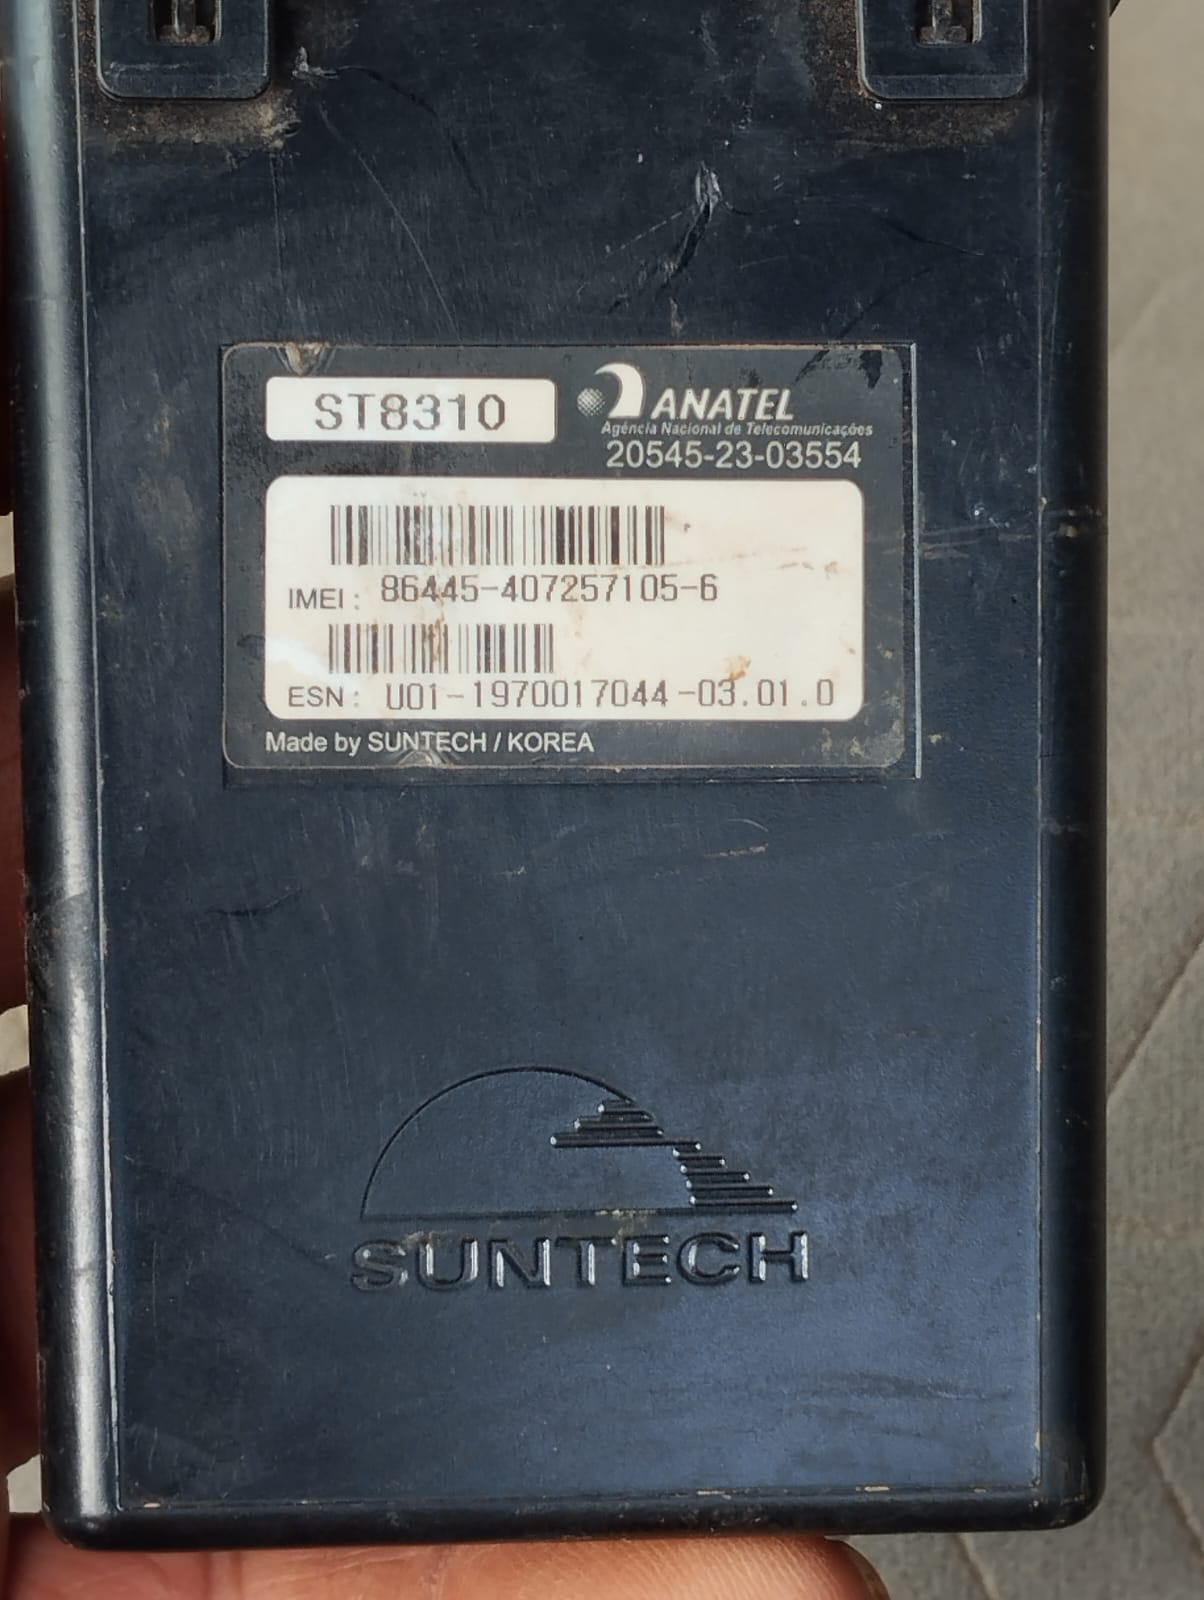 ST8310
ANATEL
Agência Nacional de Telecomunicações
20545-23-03554
IMEI : 86445-407257105-6
ESN : U01-1970017044-03.01.0
Made by SUNTECH / KOREA
SUNTECH